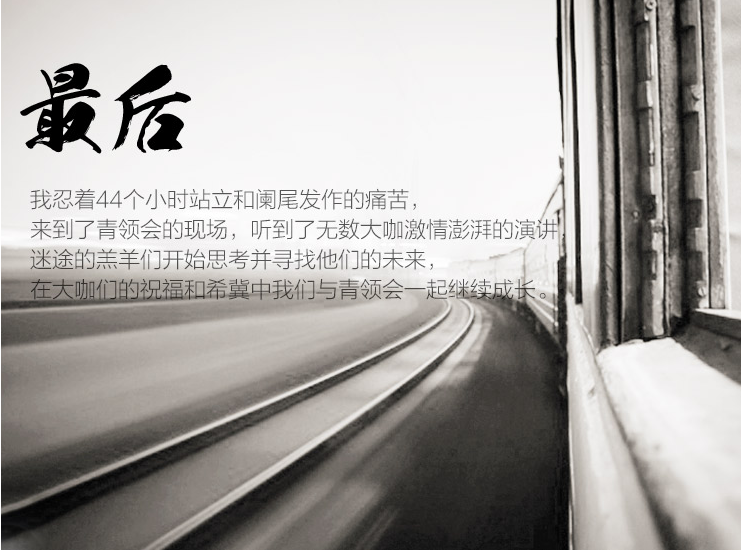 最后
我忍着44个小时站立和阑尾发作的痛苦，
来到了青领会的现场，听到了无数大咖激情澎湃的演讲，
迷途的羔羊们开始思考并寻找他们的未来，
在大咖们的祝福和希冀中我们与青领会一起继续成长。